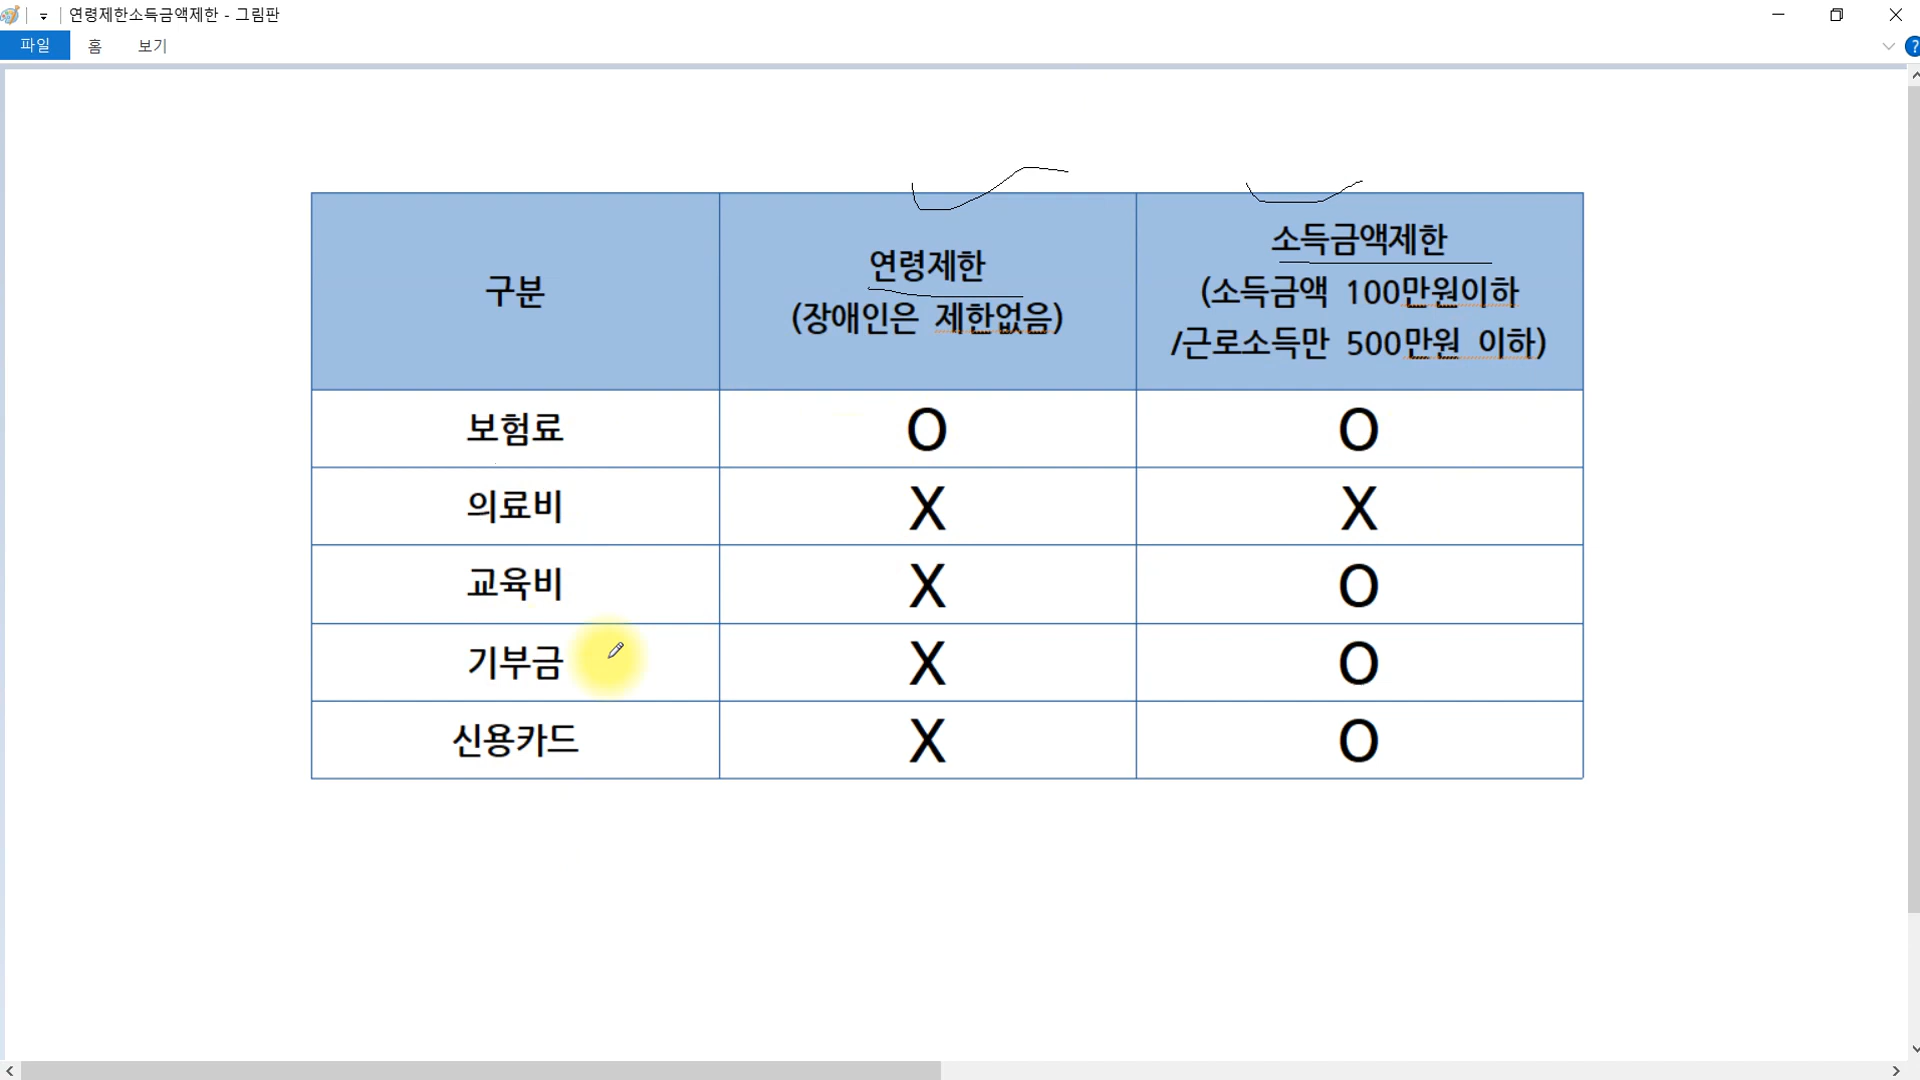 연령제한소득금액제한 - 그림판
파일 홈 보기
구분
연령제한
(장애인은 제한없음)
소득금액제한
(소득금액 100만원이하
/근로소득만 500만원 이하)
보험료 O O
의료비 X X
교육비 X O
기부금 X O
신용카드 X O